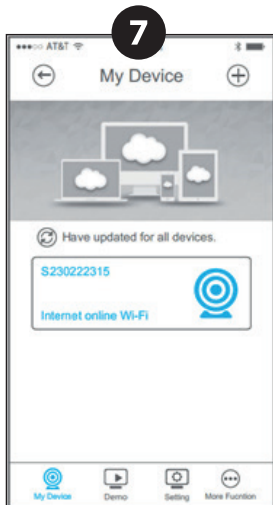 7
AT&T
My Device
Have updated for all devices.
S230222315
Internet online Wi-Fi
My Device Demo Setting More Fucntion